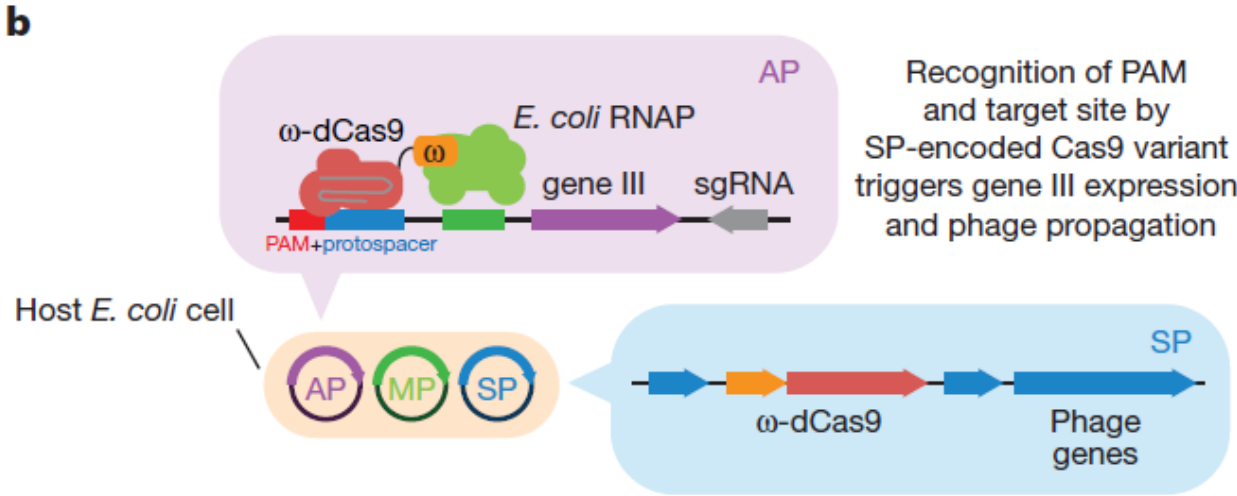 b
AP
ω-dCas9
E. coli RNAP
ω
gene III
sgRNA
PAM+protospacer
Recognition of PAM
and target site by
SP-encoded Cas9 variant
triggers gene III expression
and phage propagation
Host E. coli cell
AP
MP
SP
SP
ω-dCas9
Phage
genes